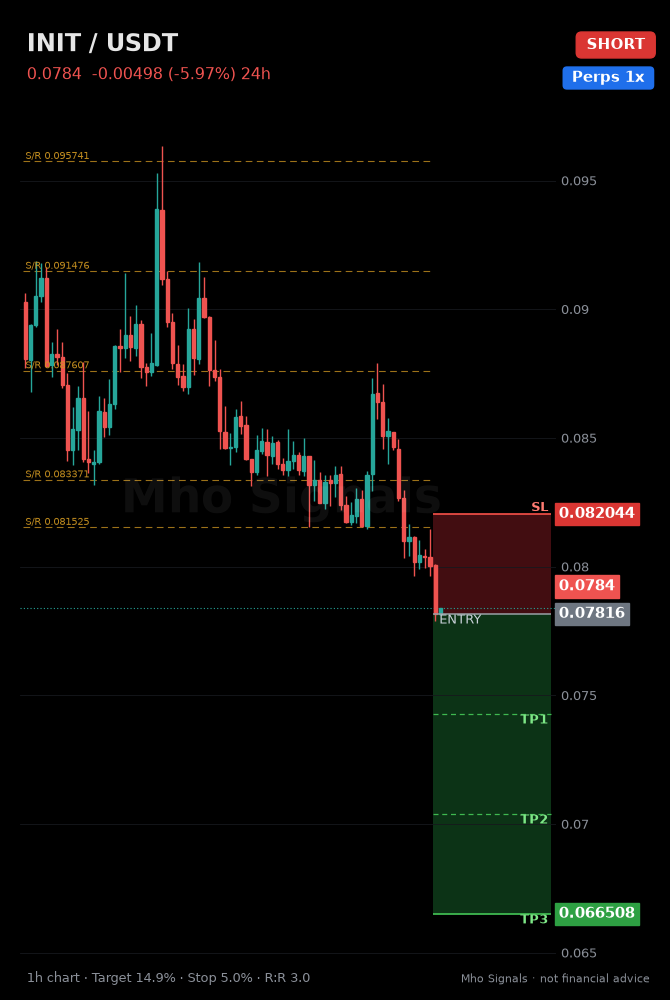 INIT / USDT
SHORT
0.0784 -0.00498 (-5.97%) 24h
Perps 1x
S/R 0.095741
0.095
S/R 0.091476
0.09
S/R 0.087607
0.085
S/R 0.083371
Mho Signals
SL
0.082044
S/R 0.081525
0.08
0.0784
0.07816
ENTRY
0.075
TP1
TP2
0.07
TP3
0.066508
0.065
1h chart · Target 14.9% · Stop 5.0% · R:R 3.0
Mho Signals · not financial advice